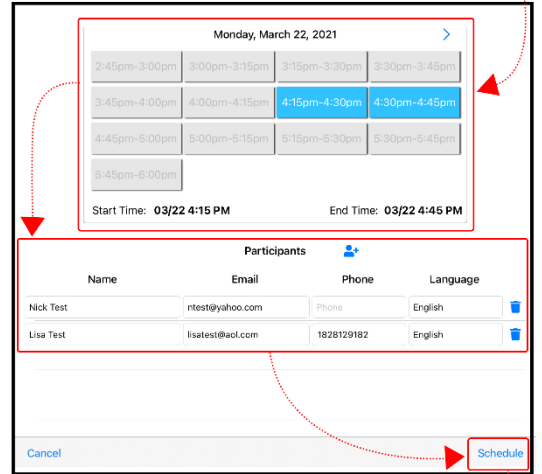 Monday, March 22, 2021
2:45pm-3:00pm 3:00pm-3:15pm 3:15pm-3:30pm 3:30pm-3:45pm
3:45pm-4:00pm 4:00pm-4:15pm 4:15pm-4:30pm 4:30pm-4:45pm
4:45pm-5:00pm 5:00pm-5:15pm 5:15pm-5:30pm 5:30pm-5:45pm
5:45pm-6:00pm
Start Time: 03/22 4:15 PM End Time: 03/22 4:45 PM
Participants
Name Email Phone Language
Nick Test ntest@yahoo.com Phone English
Lisa Test lisatest@aol.com 1828129182 English
Cancel Schedule